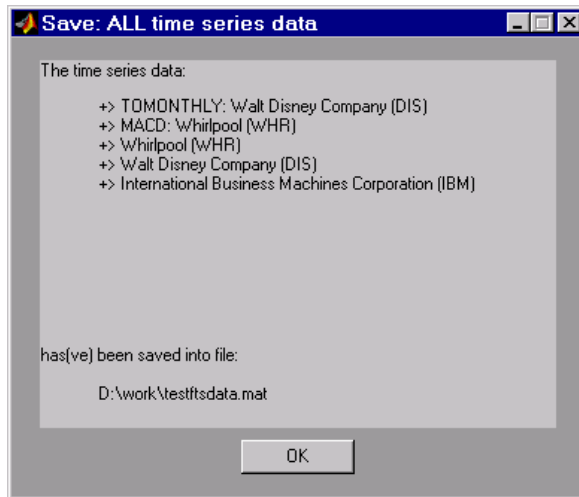 Save: ALL time series data
The time series data:
+> TOMONTHLY: Walt Disney Company (DIS)
+> MACD: Whirlpool (WHR)
+> Whirlpool (WHR)
+> Walt Disney Company (DIS)
+> International Business Machines Corporation (IBM)
has(ve) been saved into file:
D:\work\testftsdata.mat
OK